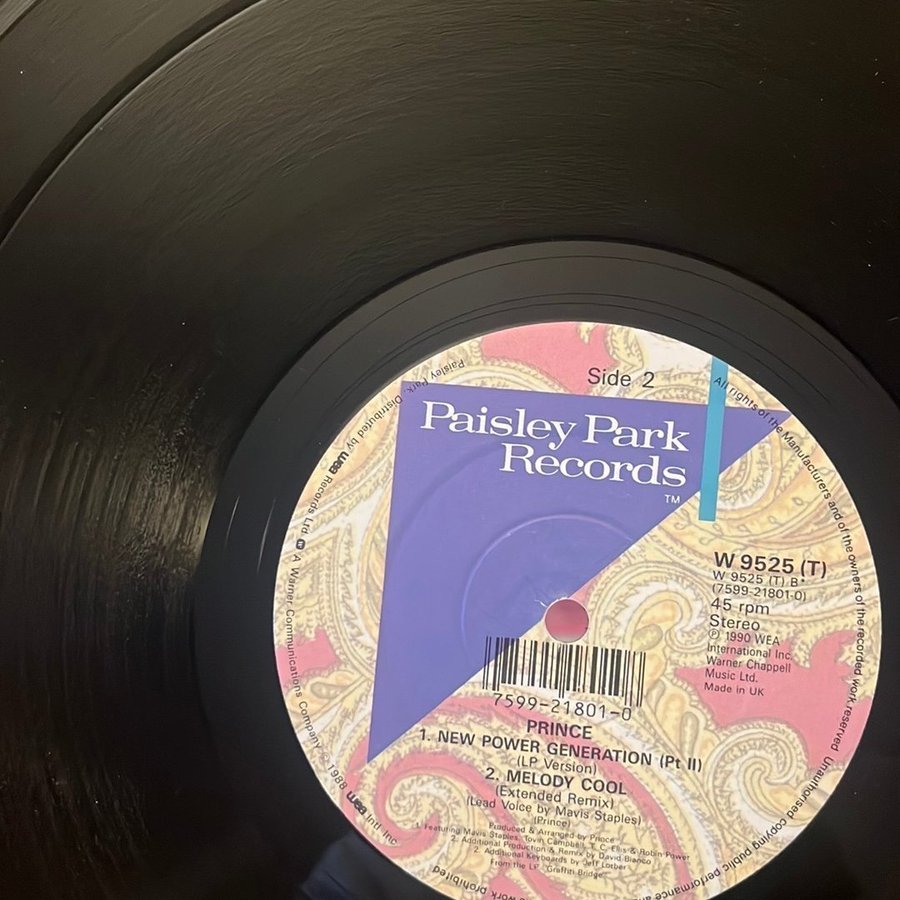 Side 2
Paisley Park
Records
TM
W 9525 (T)
W 9525 (T) B*
(7599-21801-0)
45 rpm
Stereo
℗ 1990 WEA
International Inc.
Warner Chappell
Music Ltd.
Made in UK
7599-21801-0
PRINCE
1. NEW POWER GENERATION (Pt II)
(LP Version)
2. MELODY COOL
(Extended Remix)
(Lead Voice by Mavis Staples)
(Prince)
Produced & Arranged by Prince
1. Featuring Mavis Staples, Tevin Campbell, T. C. Ellis & Robin Power
2. Additional Production & Remix by David Bianco
2. Additional Keyboards by Jeff Lorber
From the LP "Graffiti Bridge"
All rights of the Manufacturers and of the owners of the recorded work reserved
Unauthorised copying public performance and
prohibited
Paisley Park. Distributed by wea Records Ltd. A Warner Communications Company © 1988 wea Intl. Inc.